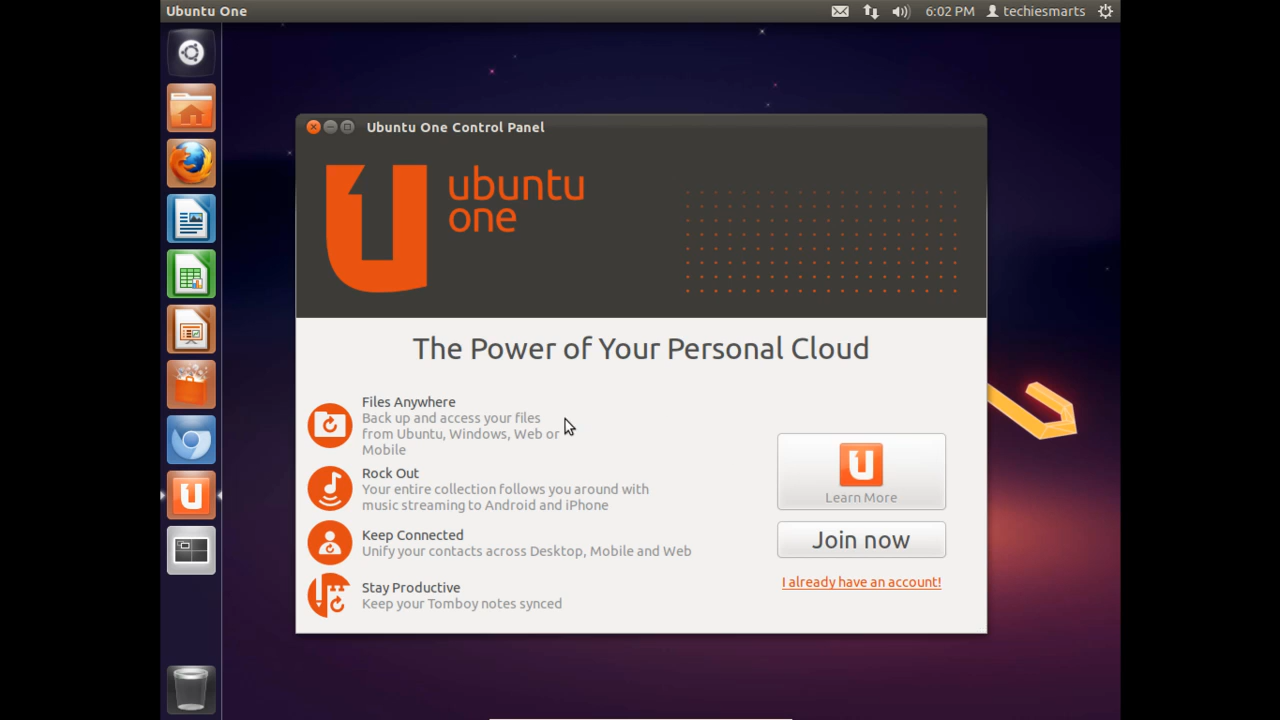 Ubuntu One
6:02 PM
techiesmarts
Ubuntu One Control Panel
ubuntu
one
The Power of Your Personal Cloud
Files Anywhere
Back up and access your files
from Ubuntu, Windows, Web or
Mobile
Rock Out
Your entire collection follows you around with
music streaming to Android and iPhone
Keep Connected
Unify your contacts across Desktop, Mobile and Web
Stay Productive
Keep your Tomboy notes synced
Learn More
Join now
I already have an account!